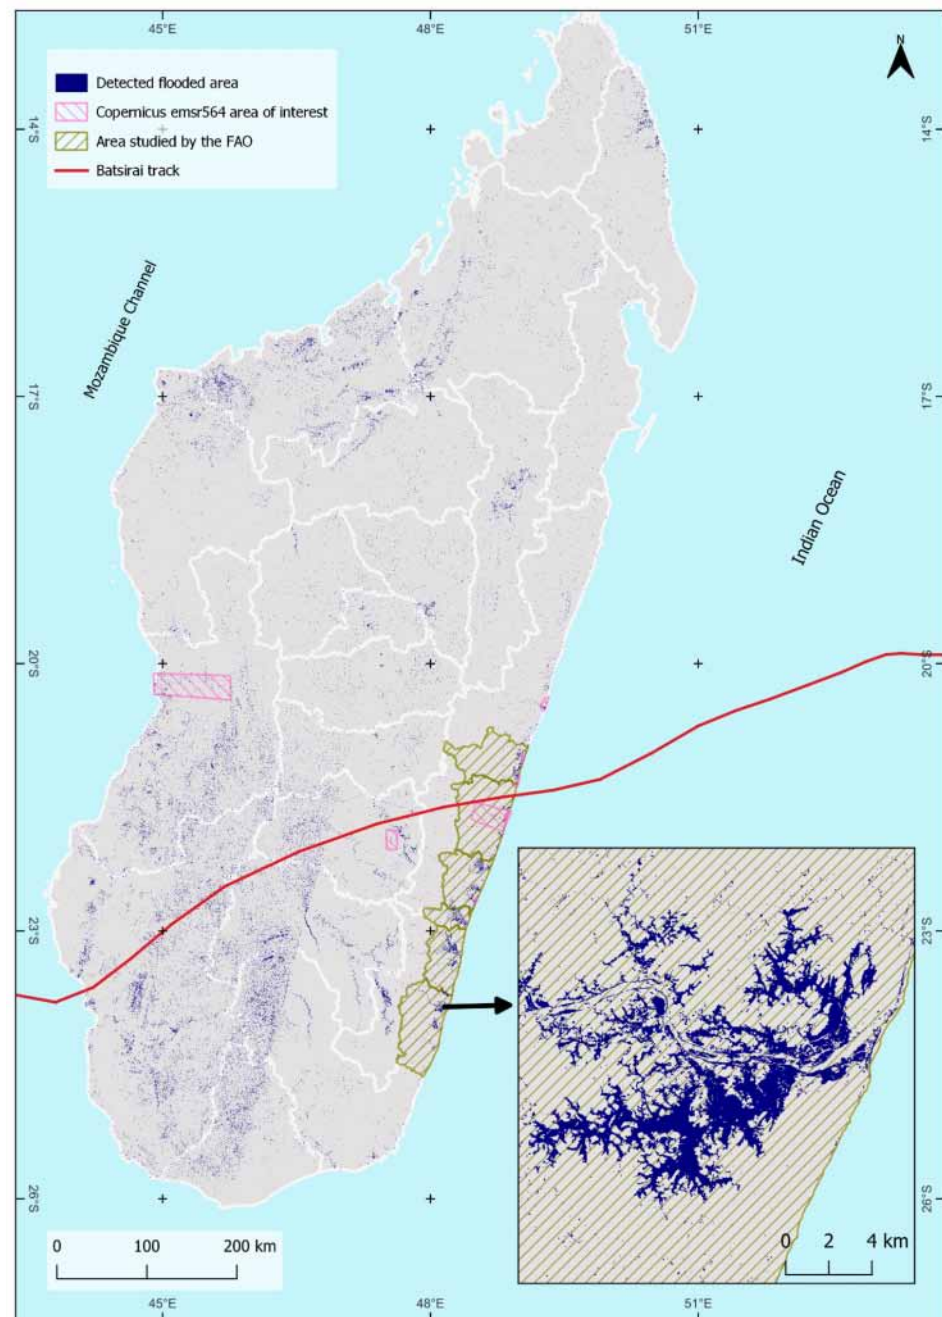 45°E 48°E 51°E
N
Detected flooded area
Copernicus emsr564 area of interest
Area studied by the FAO
Batsirai track
14°S 14°S
Mozambique Channel
17°S 17°S
Indian Ocean
20°S 20°S
23°S 23°S
26°S 26°S
0 100 200 km
0 2 4 km
45°E 48°E 51°E